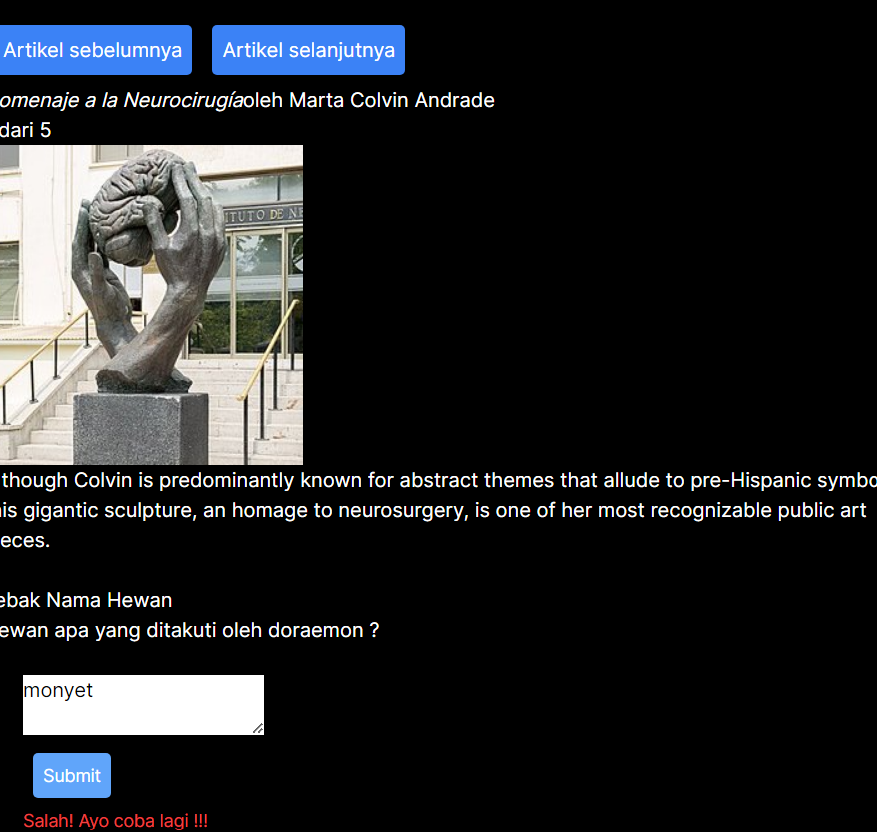 Artikel sebelumnya Artikel selanjutnya
omenaje a la Neurocirugíaoleh Marta Colvin Andrade
dari 5
ITUTO DE NE
though Colvin is predominantly known for abstract themes that allude to pre-Hispanic symbo
is gigantic sculpture, an homage to neurosurgery, is one of her most recognizable public art
eces.
ebak Nama Hewan
ewan apa yang ditakuti oleh doraemon ?
monyet
Submit
Salah! Ayo coba lagi !!!